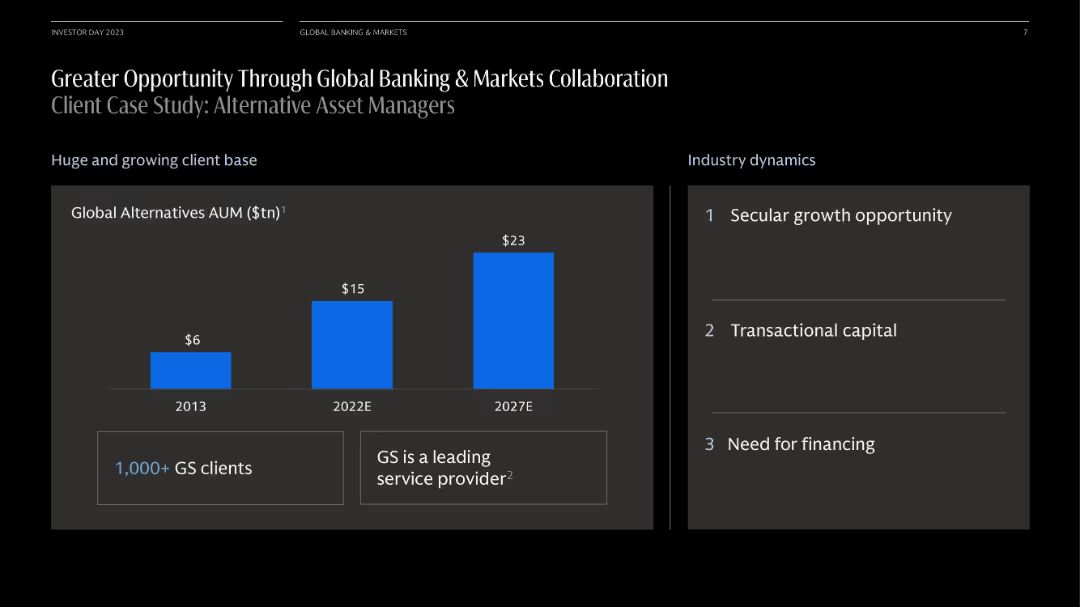 INVESTOR DAY 2023
GLOBAL BANKING & MARKETS
7
Greater Opportunity Through Global Banking & Markets Collaboration
Client Case Study: Alternative Asset Managers
Huge and growing client base
Global Alternatives AUM ($tn)1
$6
$15
$23
2013
2022E
2027E
1,000+ GS clients
GS is a leading
service provider2
Industry dynamics
1 Secular growth opportunity
2 Transactional capital
3 Need for financing